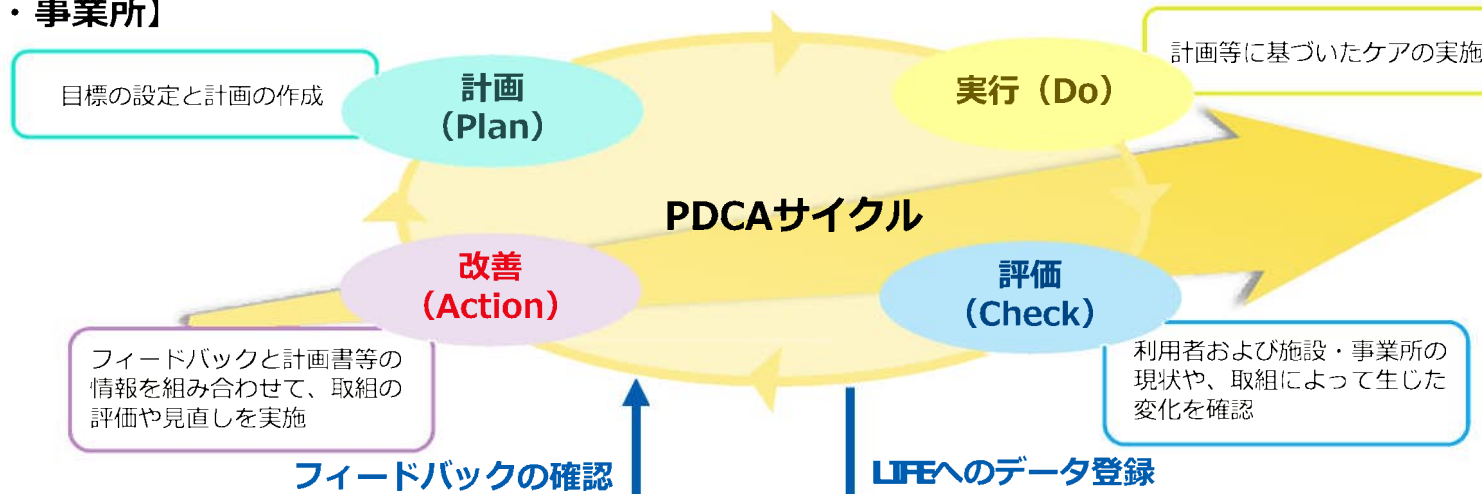 ・事業所】
目標の設定と計画の作成
計画
（Plan）
実行（Do）
計画等に基づいたケアの実施
PDCAサイクル
改善
（Action）
評価
（Check）
フィードバックと計画書等の
情報を組み合わせて、取組の
評価や見直しを実施
利用者および施設・事業所の
現状や、取組によって生じた
変化を確認
フィードバックの確認
LIFEへのデータ登録